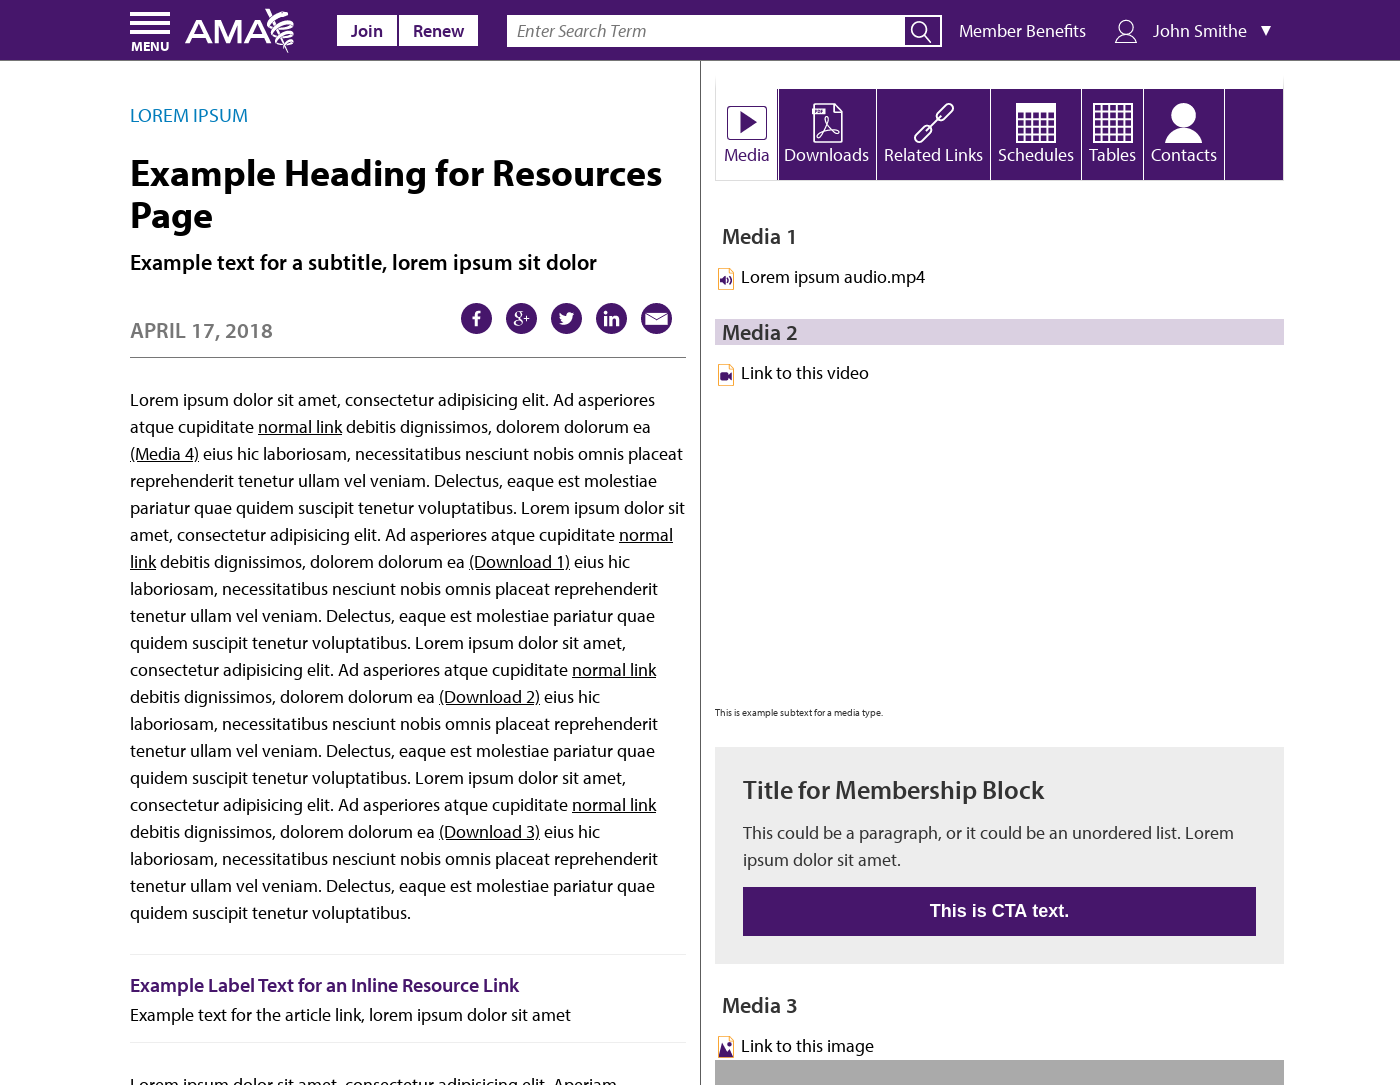 MENU
AMA
Join
Renew
Enter Search Term
Member Benefits
John Smithe ▼
LOREM IPSUM
Example Heading for Resources
Page
Example text for a subtitle, lorem ipsum sit dolor
APRIL 17, 2018
Lorem ipsum dolor sit amet, consectetur adipisicing elit. Ad asperiores
atque cupiditate normal link debitis dignissimos, dolorem dolorum ea
(Media 4) eius hic laboriosam, necessitatibus nesciunt nobis omnis placeat
reprehenderit tenetur ullam vel veniam. Delectus, eaque est molestiae
pariatur quae quidem suscipit tenetur voluptatibus. Lorem ipsum dolor sit
amet, consectetur adipisicing elit. Ad asperiores atque cupiditate normal
link debitis dignissimos, dolorem dolorum ea (Download 1) eius hic
laboriosam, necessitatibus nesciunt nobis omnis placeat reprehenderit
tenetur ullam vel veniam. Delectus, eaque est molestiae pariatur quae
quidem suscipit tenetur voluptatibus. Lorem ipsum dolor sit amet,
consectetur adipisicing elit. Ad asperiores atque cupiditate normal link
debitis dignissimos, dolorem dolorum ea (Download 2) eius hic
laboriosam, necessitatibus nesciunt nobis omnis placeat reprehenderit
tenetur ullam vel veniam. Delectus, eaque est molestiae pariatur quae
quidem suscipit tenetur voluptatibus. Lorem ipsum dolor sit amet,
consectetur adipisicing elit. Ad asperiores atque cupiditate normal link
debitis dignissimos, dolorem dolorum ea (Download 3) eius hic
laboriosam, necessitatibus nesciunt nobis omnis placeat reprehenderit
tenetur ullam vel veniam. Delectus, eaque est molestiae pariatur quae
quidem suscipit tenetur voluptatibus.
Example Label Text for an Inline Resource Link
Example text for the article link, lorem ipsum dolor sit amet
Lorem ipsum dolor sit amet, consectetur adipisicing elit. Aperiam
Media
PDF
Downloads
Related Links
Schedules
Tables
Contacts
Media 1
Lorem ipsum audio.mp4
Media 2
Link to this video
This is example subtext for a media type.
Title for Membership Block
This could be a paragraph, or it could be an unordered list. Lorem
ipsum dolor sit amet.
This is CTA text.
Media 3
Link to this image